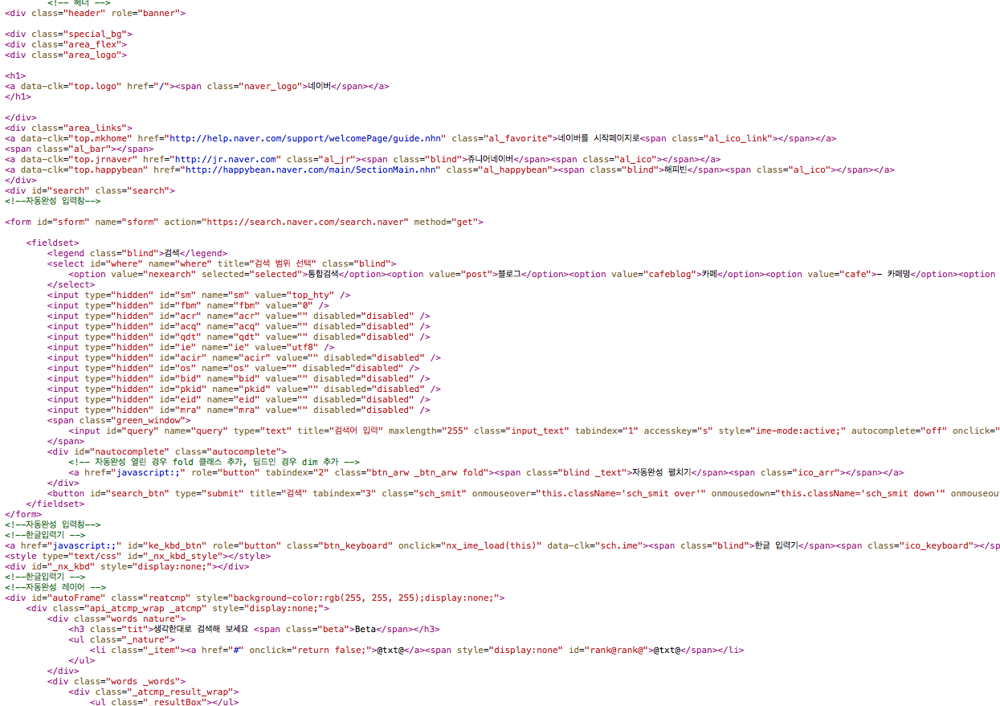 <!-- 헤더 -->
<div class="header" role="banner">
<div class="special_bg">
<div class="area_flex">
<div class="area_logo">
<h1>
<a data-clk="top.logo" href="/"><span class="naver_logo">네이버</span></a>
</h1>
</div>
<div class="area_links">
<a data-clk="top.mkhome" href="http://help.naver.com/support/welcomePage/guide.nhn" class="al_favorite">네이버를 시작페이지로<span class="al_ico_link"></span></a>
<span class="al_bar"></span>
<a data-clk="top.jrnaver" href="http://jr.naver.com" class="al_jr"><span class="blind">쥬니어네이버</span><span class="al_ico"></span></a>
<a data-clk="top.happybean" href="http://happybean.naver.com/main/SectionMain.nhn" class="al_happybean"><span class="blind">해피빈</span><span class="al_ico"></span></a>
</div>
<div id="search" class="search">
<!--자동완성 입력창-->
<form id="sform" name="sform" action="https://search.naver.com/search.naver" method="get">
<fieldset>
<legend class="blind">검색</legend>
<select id="where" name="where" title="검색 범위 선택" class="blind">
<option value="nexearch" selected="selected">통합검색</option><option value="post">블로그</option><option value="cafeblog">카페</option><option value="cafe">- 카페명</option><option
</select>
<input type="hidden" id="sm" name="sm" value="top_hty" />
<input type="hidden" id="fbm" name="fbm" value="0" />
<input type="hidden" id="acr" name="acr" value="" disabled="disabled" />
<input type="hidden" id="acq" name="acq" value="" disabled="disabled" />
<input type="hidden" id="qdt" name="qdt" value="" disabled="disabled" />
<input type="hidden" id="ie" name="ie" value="utf8" />
<input type="hidden" id="acir" name="acir" value="" disabled="disabled" />
<input type="hidden" id="os" name="os" value="" disabled="disabled" />
<input type="hidden" id="bid" name="bid" value="" disabled="disabled" />
<input type="hidden" id="pkid" name="pkid" value="" disabled="disabled" />
<input type="hidden" id="eid" name="eid" value="" disabled="disabled" />
<input type="hidden" id="mra" name="mra" value="" disabled="disabled" />
<span class="green_window">
<input id="query" name="query" type="text" title="검색어 입력" maxlength="255" class="input_text" tabindex="1" accesskey="s" style="ime-mode:active;" autocomplete="off" onclick="
</span>
<div id="nautocomplete" class="autocomplete">
<!-- 자동완성 열린 경우 fold 클래스 추가, 딤드인 경우 dim 추가 -->
<a href="javascript:;" role="button" tabindex="2" class="btn_arw _btn_arw fold"><span class="blind _text">자동완성 펼치기</span><span class="ico_arr"></span></a>
</div>
<button id="search_btn" type="submit" title="검색" tabindex="3" class="sch_smit" onmouseover="this.className='sch_smit over'" onmousedown="this.className='sch_smit down'" onmouseou
</fieldset>
</form>
<!--자동완성 입력창-->
<!--한글입력기 -->
<a href="javascript:;" id="ke_kbd_btn" role="button" class="btn_keyboard" onclick="nx_ime_load(this)" data-clk="sch.ime"><span class="blind">한글 입력기</span><span class="ico_keyboard"></sp
<style type="text/css" id="_nx_kbd_style"></style>
<div id="_nx_kbd" style="display:none;"></div>
<!--한글입력기 -->
<!--자동완성 레이어 -->
<div id="autoFrame" class="reatcmp" style="background-color:rgb(255, 255, 255);display:none;">
<div class="api_atcmp_wrap _atcmp" style="display:none;">
<div class="words nature">
<h3 class="tit">생각한대로 검색해 보세요 <span class="beta">Beta</span></h3>
<ul class="_nature">
<li class="_item"><a href="#" onclick="return false;">@txt@</a><span style="display:none" id="rank@rank@">@txt@</span></li>
</ul>
</div>
<div class="words _words">
<div class="_atcmp_result_wrap">
<ul class="_resultBox"></ul>